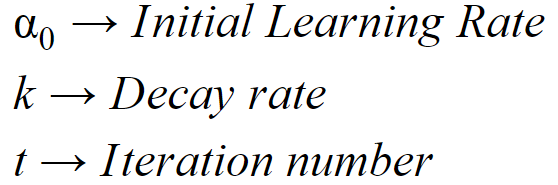 α₀ → Initial Learning Rate
k → Decay rate
t → Iteration number